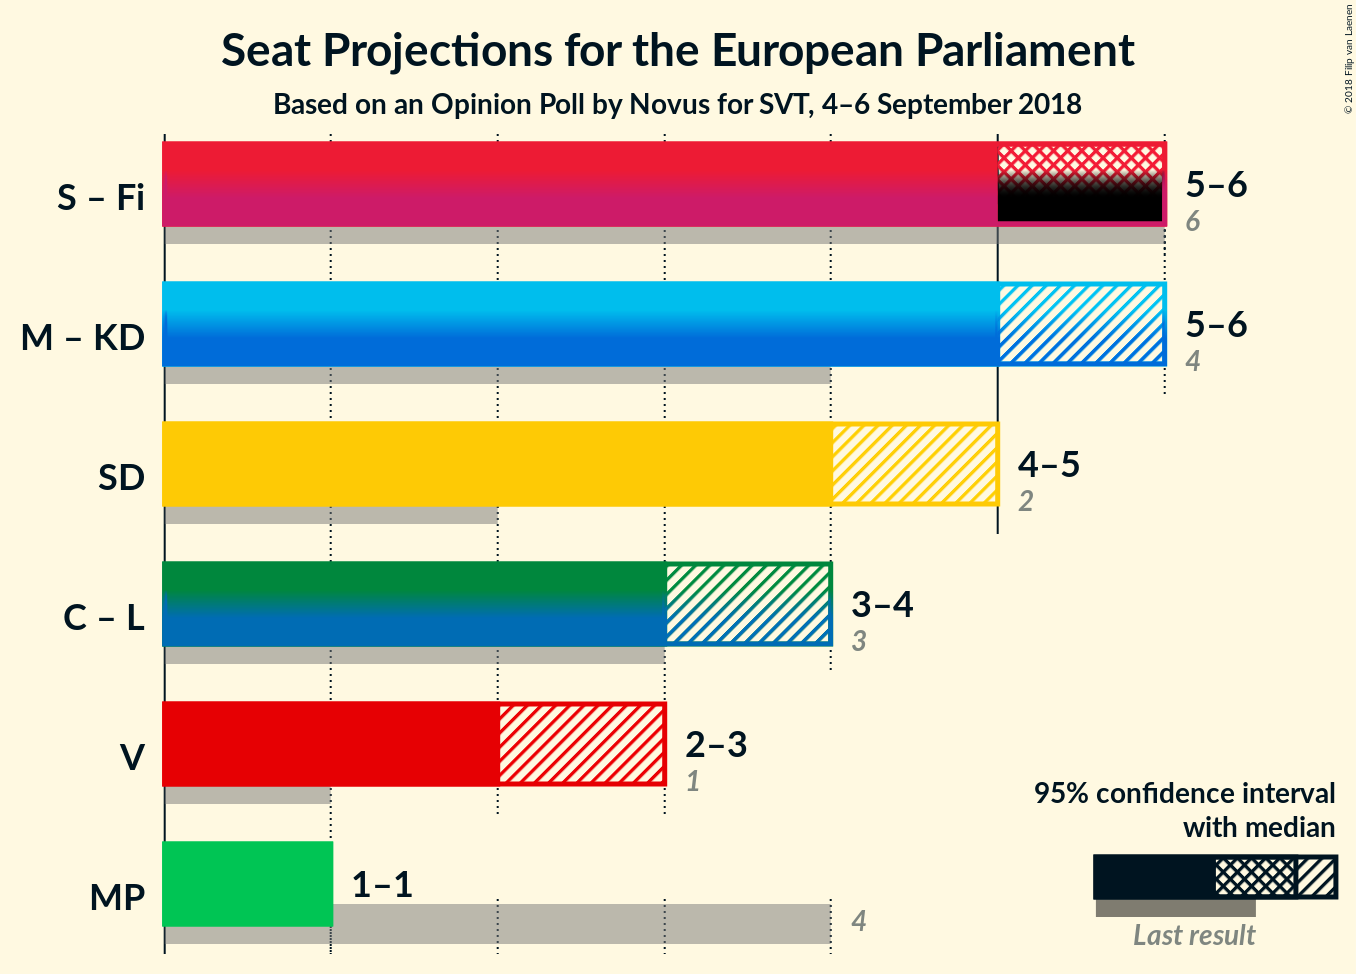 Seat Projections for the European Parliament
Based on an Opinion Poll by Novus for SVT, 4–6 September 2018
© 2018 Filip van Laenen
S – Fi
5–6
6
M – KD
5–6
4
SD
4–5
2
C – L
3–4
3
V
2–3
1
MP
1–1
4
95% confidence interval
with median
Last result